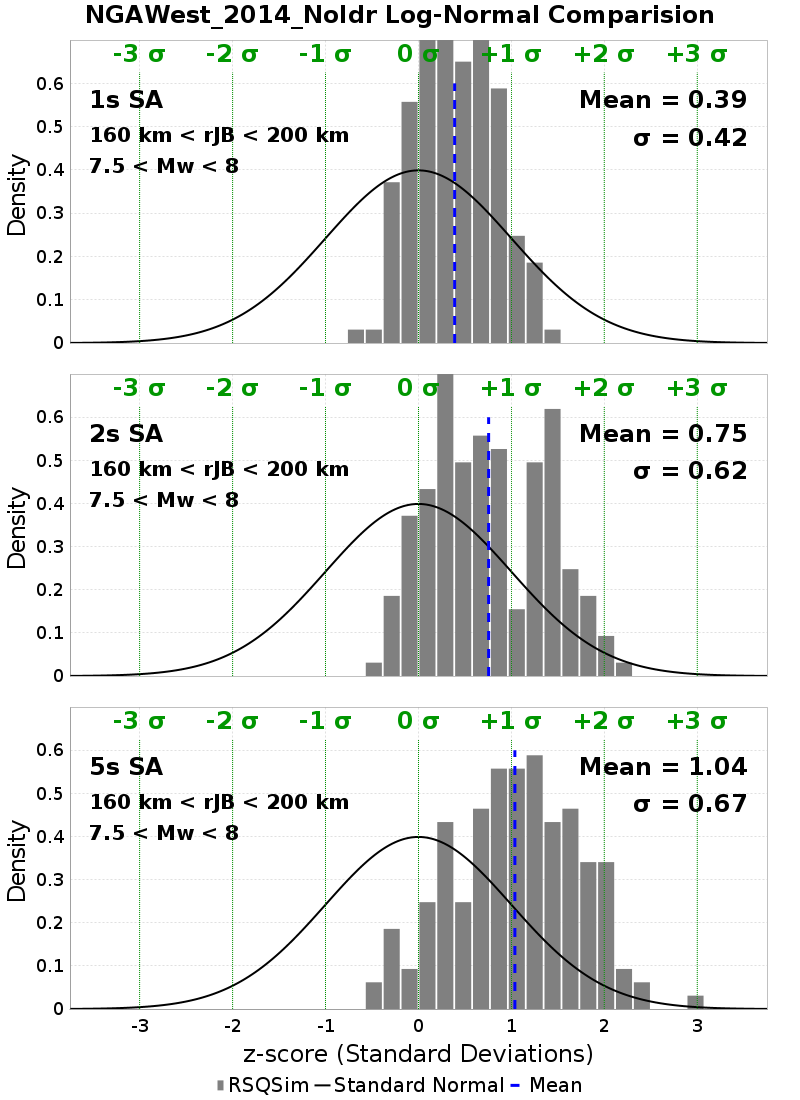 NGAWest_2014_NoIdr Log-Normal Comparision
-3 σ -2 σ -1 σ 0 σ +1 σ +2 σ +3 σ
1s SA
160 km < rJB < 200 km
7.5 < Mw < 8
Mean = 0.39
σ = 0.42
Density
0.6
0.5
0.4
0.3
0.2
0.1
0
-3 σ -2 σ -1 σ 0 σ +1 σ +2 σ +3 σ
2s SA
160 km < rJB < 200 km
7.5 < Mw < 8
Mean = 0.75
σ = 0.62
Density
0.6
0.5
0.4
0.3
0.2
0.1
0
-3 σ -2 σ -1 σ 0 σ +1 σ +2 σ +3 σ
5s SA
160 km < rJB < 200 km
7.5 < Mw < 8
Mean = 1.04
σ = 0.67
Density
0.6
0.5
0.4
0.3
0.2
0.1
0
-3 -2 -1 0 1 2 3
z-score (Standard Deviations)
RSQSim Standard Normal Mean